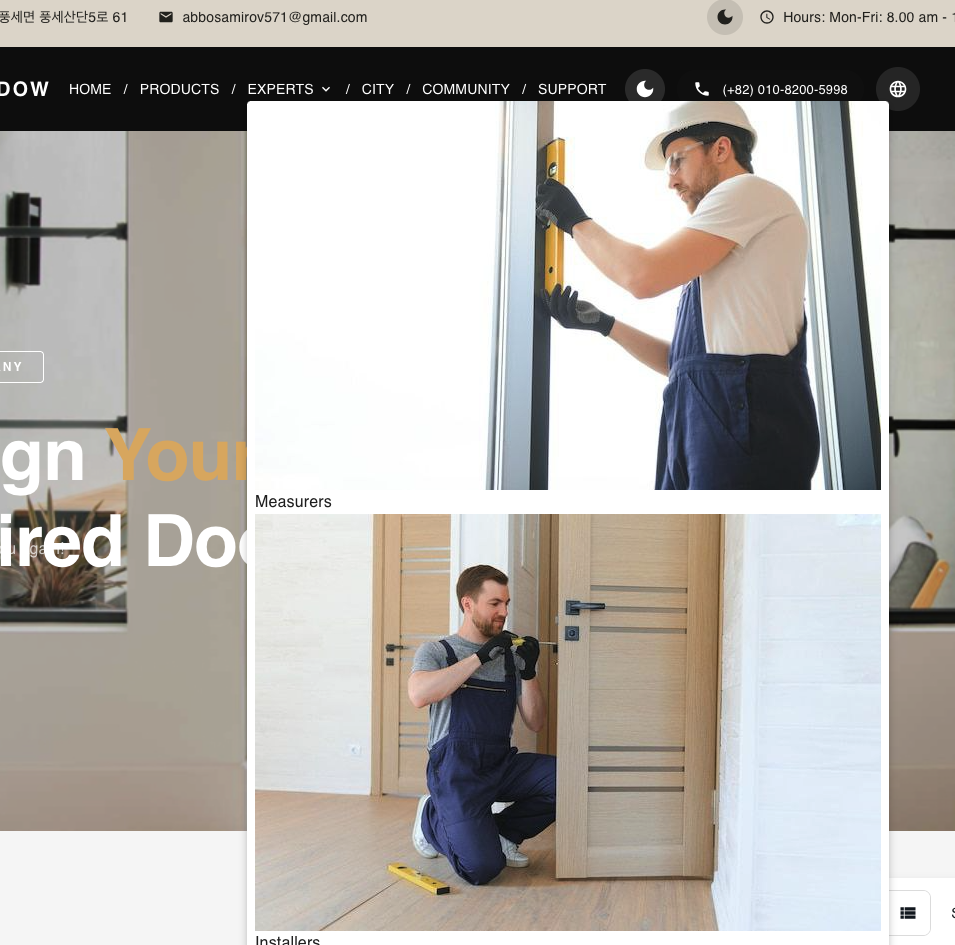 풍세면 풍세산단5로 61 abbosamirov571@gmail.com Hours: Mon-Fri: 8.00 am -
DOW HOME / PRODUCTS / EXPERTS / CITY / COMMUNITY / SUPPORT (+82) 010-8200-5998
NY
gn Your
ired Doo
Measurers
Installers